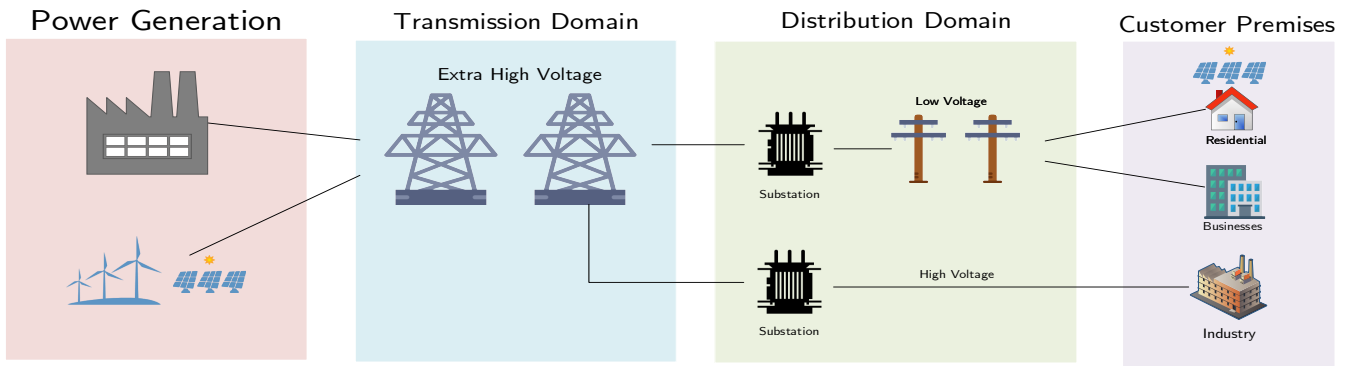 Power Generation
Transmission Domain
Distribution Domain
Customer Premises
Extra High Voltage
Low Voltage
Substation
Residential
Businesses
High Voltage
Substation
Industry